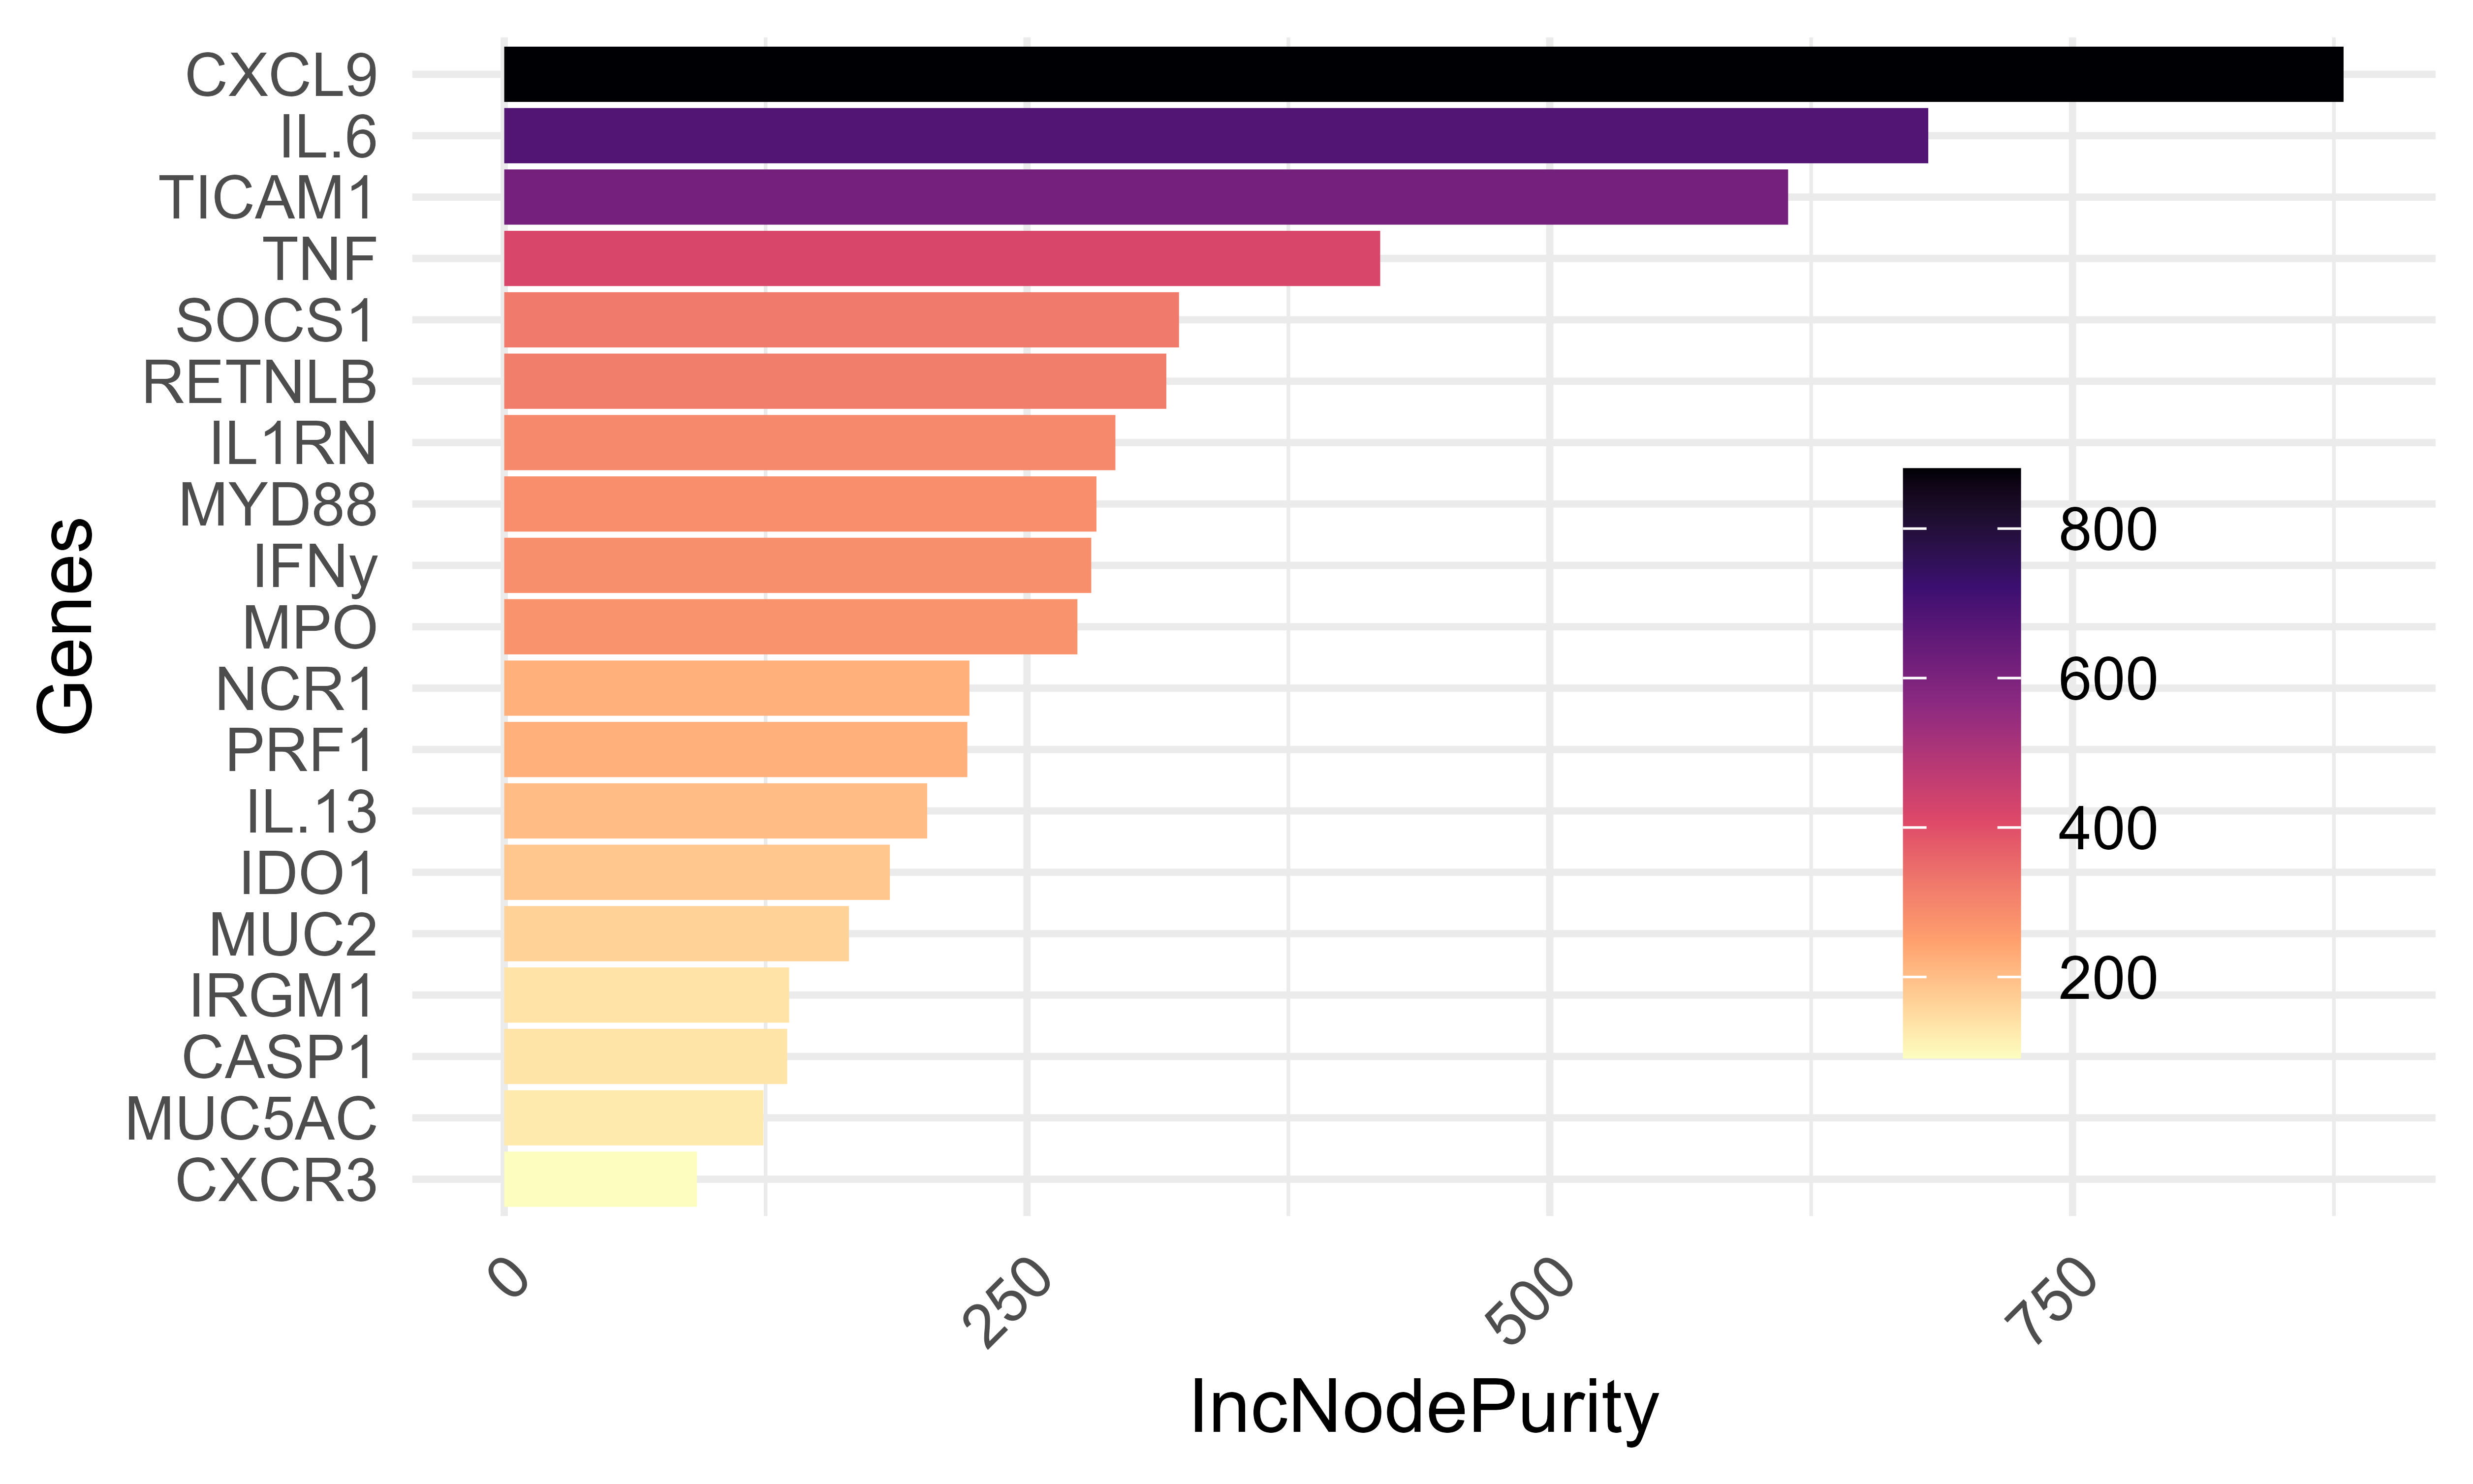 CXCL9
IL.6
TICAM1
TNF
SOCS1
RETNLB
IL1RN
MYD88
IFNy
MPO
NCR1
PRF1
IL.13
IDO1
MUC2
IRGM1
CASP1
MUC5AC
CXCR3
Genes
800
600
400
200
0
250
500
750
IncNodePurity